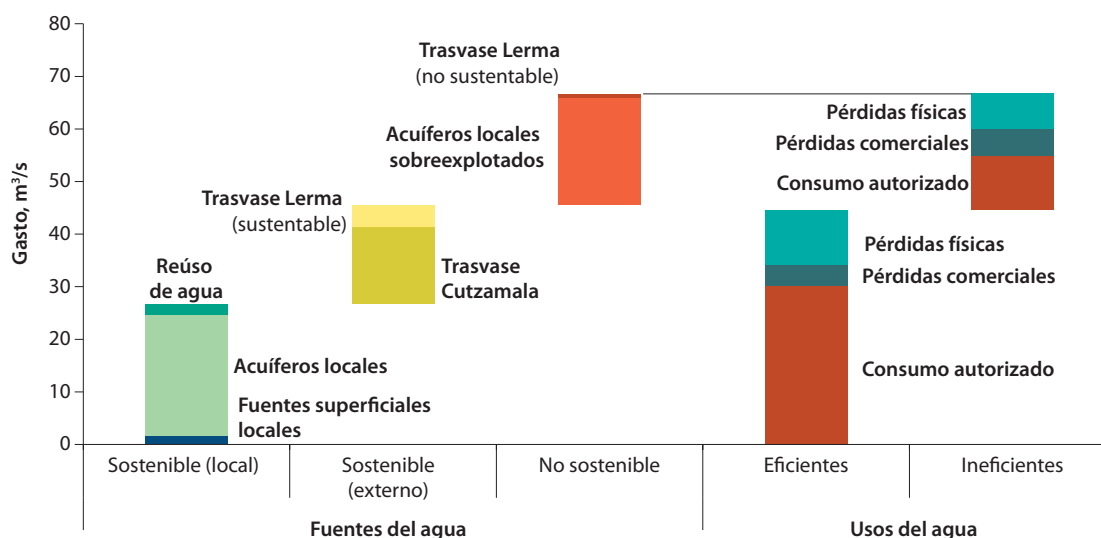 Gasto, m³/s
80
70
60
50
40
30
20
10
0
Reúso
de agua
Acuíferos locales
Fuentes superficiales
locales
Trasvase Lerma
(sustentable)
Trasvase
Cutzamala
Trasvase Lerma
(no sustentable)
Acuíferos locales
sobreexplotados
Pérdidas físicas
Pérdidas comerciales
Consumo autorizado
Pérdidas físicas
Pérdidas comerciales
Consumo autorizado
Sostenible (local)
Sostenible
(externo)
No sostenible
Eficientes
Ineficientes
Fuentes del agua
Usos del agua